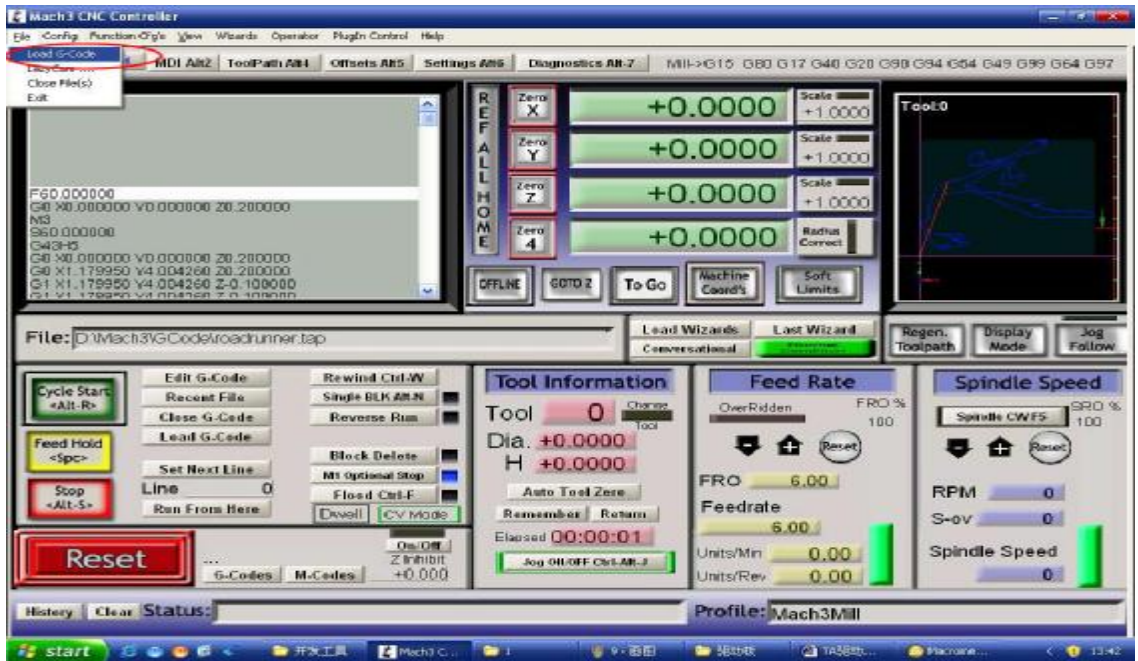 Mach3 CNC Controller
File Config Function Cfg's View Wizards Operator PlugIn Control Help
Load G-Code
Close File(s)
Exit
MDI Alt2 ToolPath Alt4 Offsets Alt5 Settings Alt6 Diagnostics Alt-7 Mill->G15 G80 G17 G40 G20 G90 G94 G54 G49 G99 G64 G97
REF ALL HOME
Zero X +0.0000 Scale +1.0000
Zero Y +0.0000 Scale +1.0000
Zero Z +0.0000 Scale +1.0000
Zero 4 +0.0000 Radius Correct
OFFLINE GOTO Z To Go Machine Coord's Soft Limits
Tool:0
F60.000000
G0 X0.000000 Y0.000000 Z0.200000
M3
S60.000000
G43H5
G0 X0.000000 Y0.000000 Z0.200000
G0 X1.179950 Y4.004260 Z0.200000
G1 X1.179950 Y4.004260 Z-0.100000
G1 X1.179950 Y4.004260 Z-0.100000
File: D:\Mach3\GCode\roadrunner.tap
Load Wizards Last Wizard
Conversational
Regen. Toolpath Display Mode Jog Follow
Cycle Start <Alt-R>
Feed Hold <Spc>
Stop <Alt-S>
Edit G-Code Rewind Ctrl-W
Recent File Single BLK Alt-N
Close G-Code Reverse Run
Load G-Code
Block Delete
Set Next Line M1 Optional Stop
Line 0 Flood Ctrl-F
Run From Here Dwell CV Mode
Reset
...
G-Codes M-Codes
On/Off
Z Inhibit
+0.000
Tool Information
Tool 0 Change Tool
Dia. +0.0000
H +0.0000
Auto Tool Zero
Remember Return
Elapsed 00:00:01
Jog ON/OFF Ctrl-Alt-J
Feed Rate
OverRidden FRO %
100
Reset
FRO 6.00
Feedrate
6.00
Units/Min 0.00
Units/Rev 0.00
Spindle Speed
Spindle CW F5 SRO %
100
Reset
RPM 0
S-ov 0
Spindle Speed
0
History Clear Status: Profile: Mach3Mill
start 开发工具 Mach3 C... 1 13:42